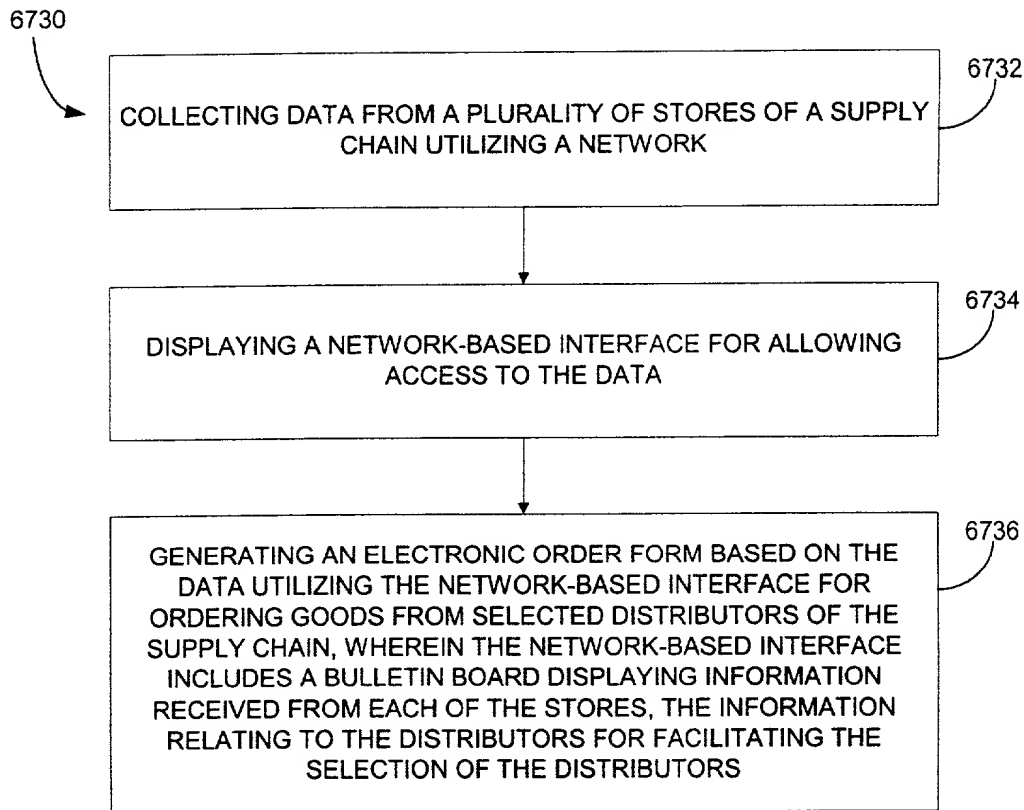 6730
6732
COLLECTING DATA FROM A PLURALITY OF STORES OF A SUPPLY
CHAIN UTILIZING A NETWORK
6734
DISPLAYING A NETWORK-BASED INTERFACE FOR ALLOWING
ACCESS TO THE DATA
6736
GENERATING AN ELECTRONIC ORDER FORM BASED ON THE
DATA UTILIZING THE NETWORK-BASED INTERFACE FOR
ORDERING GOODS FROM SELECTED DISTRIBUTORS OF THE
SUPPLY CHAIN, WHEREIN THE NETWORK-BASED INTERFACE
INCLUDES A BULLETIN BOARD DISPLAYING INFORMATION
RECEIVED FROM EACH OF THE STORES, THE INFORMATION
RELATING TO THE DISTRIBUTORS FOR FACILITATING THE
SELECTION OF THE DISTRIBUTORS